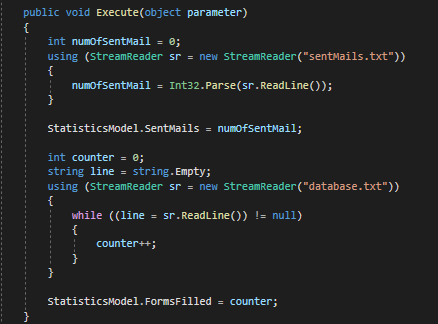 public void Execute(object parameter)
{
    int numOfSentMail = 0;
    using (StreamReader sr = new StreamReader("sentMails.txt"))
    {
        numOfSentMail = Int32.Parse(sr.ReadLine());
    }

    StatisticsModel.SentMails = numOfSentMail;

    int counter = 0;
    string line = string.Empty;
    using (StreamReader sr = new StreamReader("database.txt"))
    {
        while ((line = sr.ReadLine()) != null)
        {
            counter++;
        }
    }

    StatisticsModel.FormsFilled = counter;
}